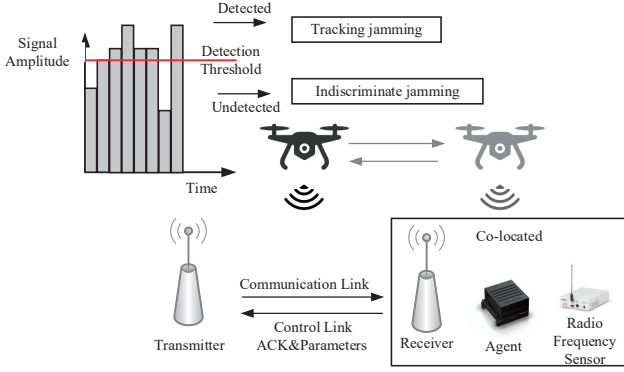 Detected
Tracking jamming
Signal
Amplitude
Detection
Threshold
Indiscriminate jamming
Undetected
Time
Co-located
Communication Link
Control Link
ACK&Parameters
Transmitter
Receiver
Agent
Radio
Frequency
Sensor